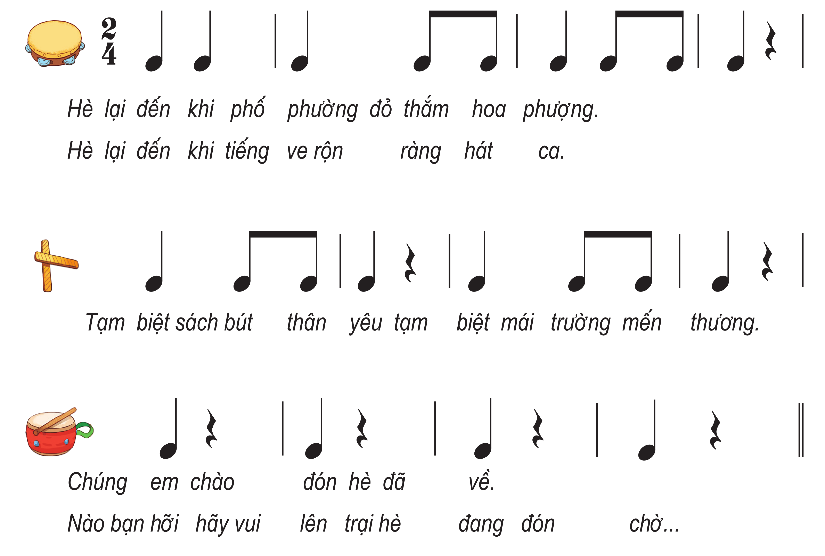 2
4
Hè lại đến khi phố phường đỏ thắm hoa phượng.
Hè lại đến khi tiếng ve rộn ràng hát ca.
Tạm biệt sách bút thân yêu tạm biệt mái trường mến thương.
Chúng em chào đón hè đã về.
Nào bạn hỡi hãy vui lên trại hè đang đón chờ...